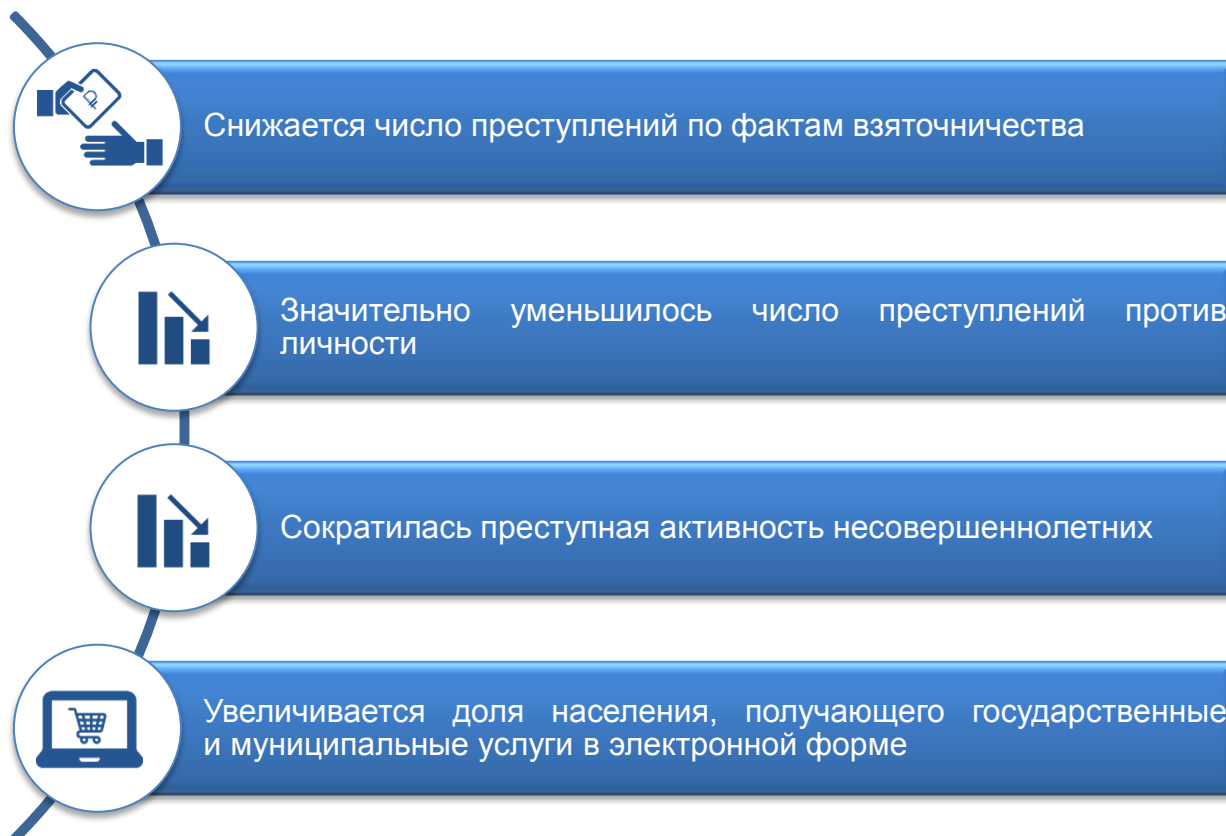 Снижается число преступлений по фактам взяточничества
Значительно уменьшилось число преступлений против
личности
Сократилась преступная активность несовершеннолетних
Увеличивается доля населения, получающего государственные
и муниципальные услуги в электронной форме